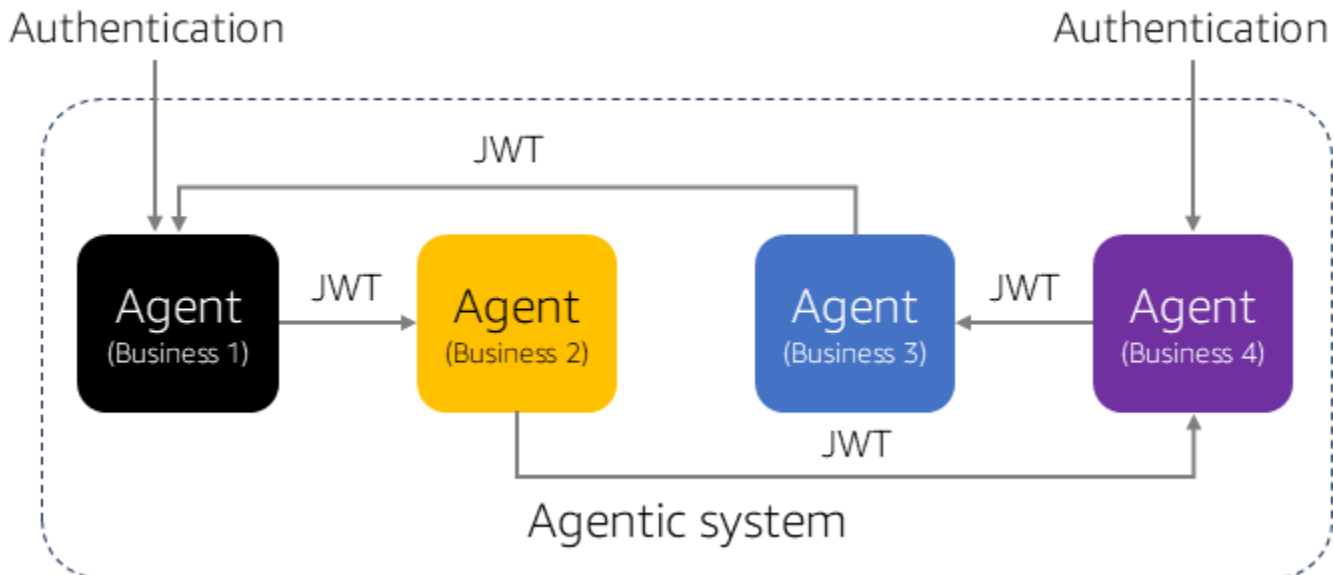 Authentication
Authentication
JWT
Agent
(Business 1)
JWT
Agent
(Business 2)
Agent
(Business 3)
JWT
Agent
(Business 4)
JWT
Agentic system